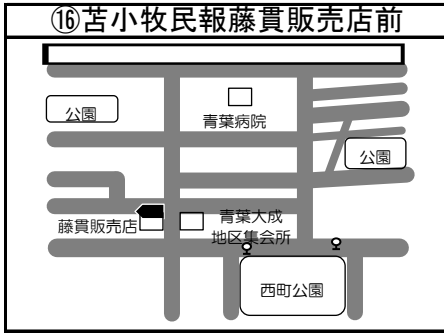 ⑯苫小牧民報藤貫販売店前
公園
青葉病院
公園
藤貫販売店
青葉大成
地区集会所
西町公園